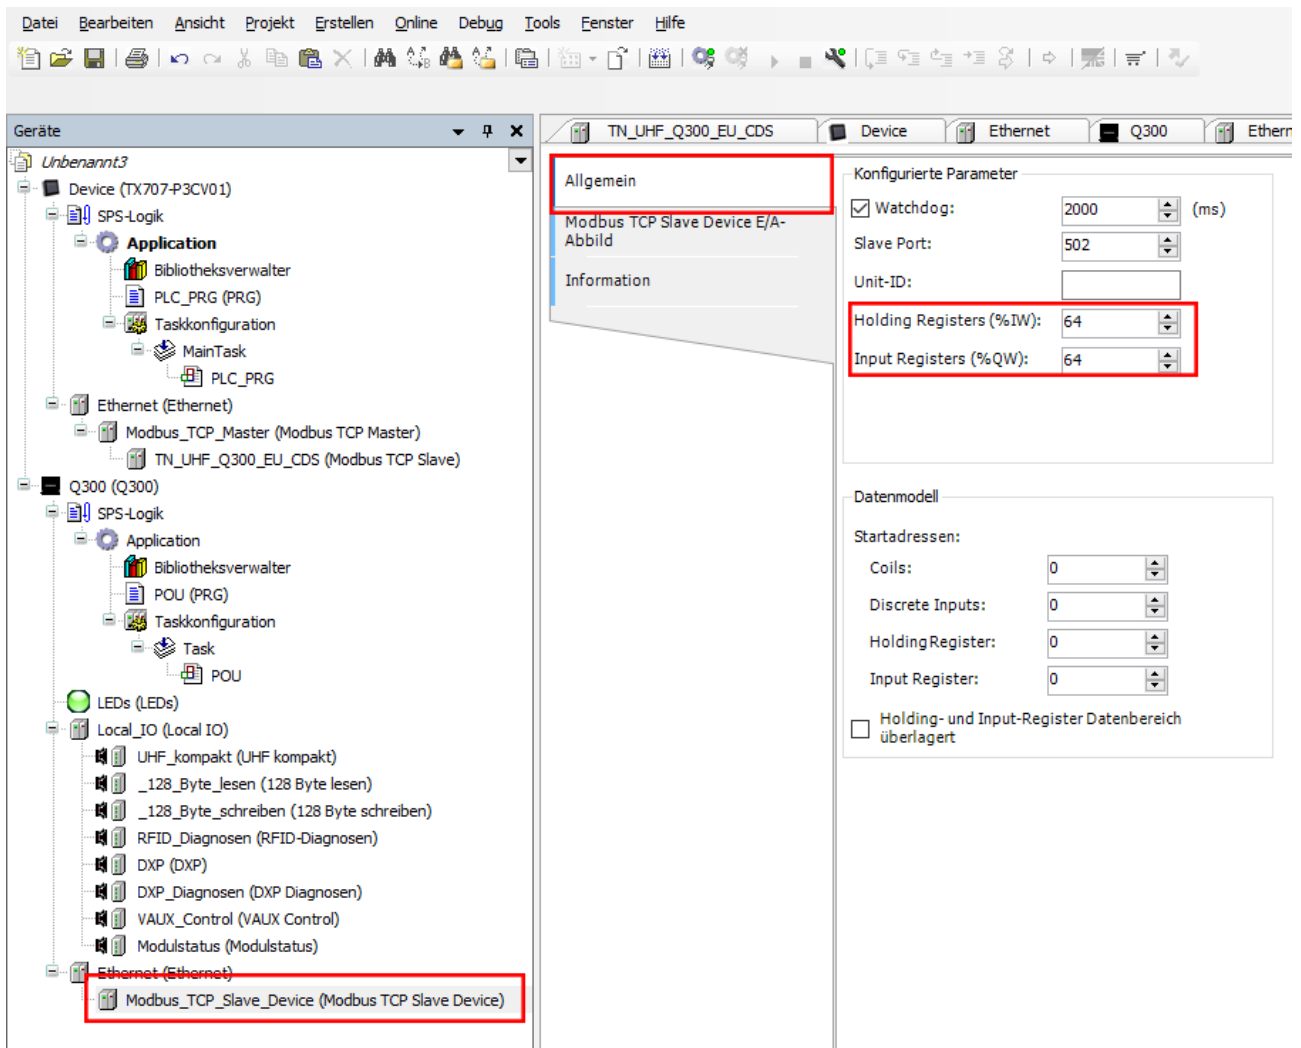 Datei Bearbeiten Ansicht Projekt Erstellen Online Debug Tools Fenster Hilfe
Geräte
Unbenannt3
Device (TX707-P3CV01)
SPS-Logik
Application
Bibliotheksverwalter
PLC_PRG (PRG)
Taskkonfiguration
MainTask
PLC_PRG
Ethernet (Ethernet)
Modbus_TCP_Master (Modbus TCP Master)
TN_UHF_Q300_EU_CDS (Modbus TCP Slave)
Q300 (Q300)
SPS-Logik
Application
Bibliotheksverwalter
POU (PRG)
Taskkonfiguration
Task
POU
LEDs (LEDs)
Local_IO (Local IO)
UHF_kompakt (UHF kompakt)
_128_Byte_lesen (128 Byte lesen)
_128_Byte_schreiben (128 Byte schreiben)
RFID_Diagnosen (RFID-Diagnosen)
DXP (DXP)
DXP_Diagnosen (DXP Diagnosen)
VAUX_Control (VAUX Control)
Modulstatus (Modulstatus)
Ethernet (Ethernet)
Modbus_TCP_Slave_Device (Modbus TCP Slave Device)
TN_UHF_Q300_EU_CDS Device Ethernet Q300 Ethern
Allgemein
Modbus TCP Slave Device E/A-
Abbild
Information
Konfigurierte Parameter
Watchdog: 2000 (ms)
Slave Port: 502
Unit-ID:
Holding Registers (%IW): 64
Input Registers (%QW): 64
Datenmodell
Startadressen:
Coils: 0
Discrete Inputs: 0
HoldingRegister: 0
Input Register: 0
Holding- und Input-Register Datenbereich
überlagert